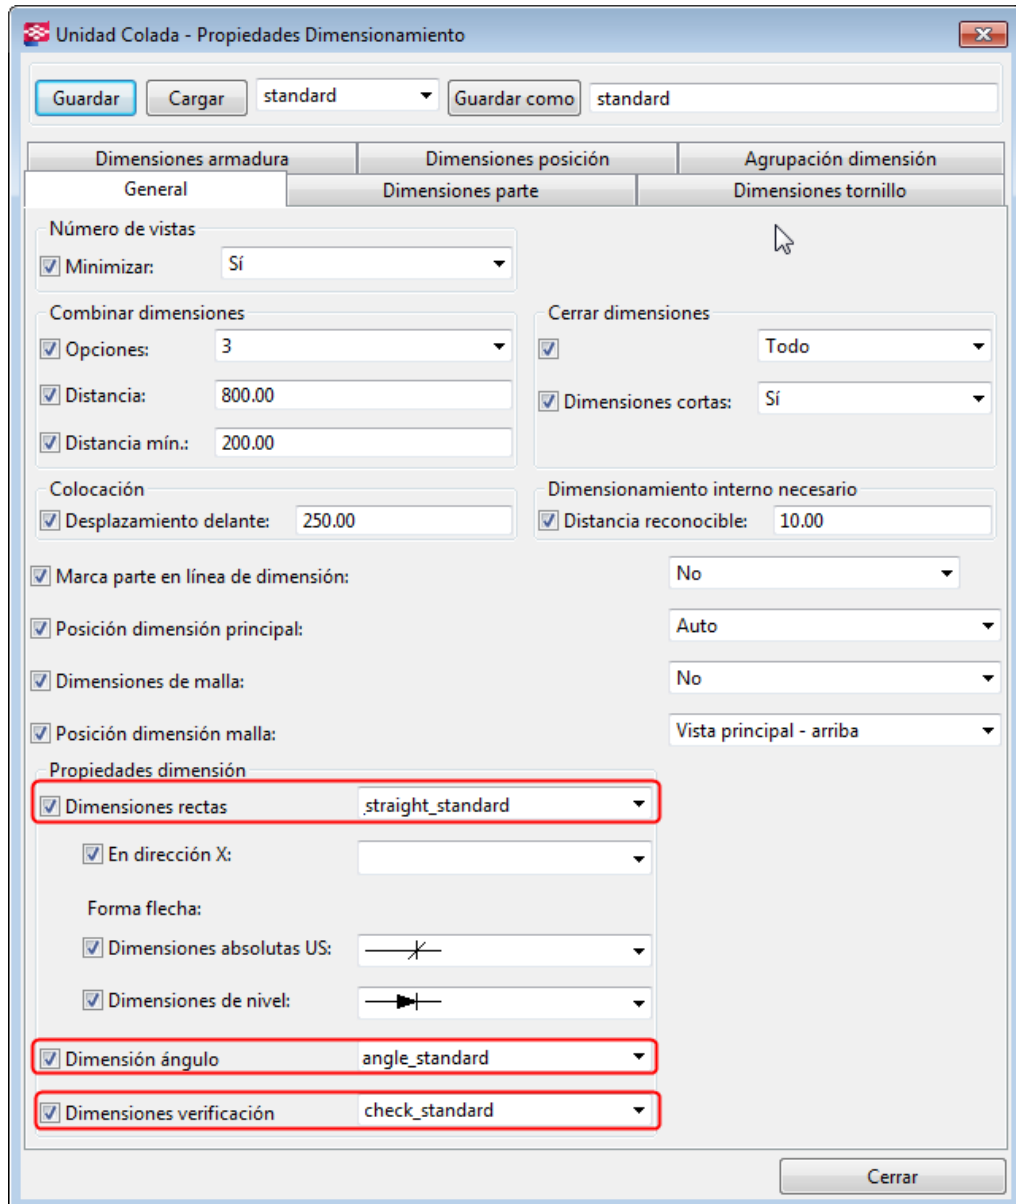 Unidad Colada - Propiedades Dimensionamiento
Guardar Cargar standard Guardar como standard
Dimensiones armadura Dimensiones posición Agrupación dimensión
General Dimensiones parte Dimensiones tornillo
Número de vistas
Minimizar: Sí
Combinar dimensiones Cerrar dimensiones
Opciones: 3 Todo
Distancia: 800.00 Dimensiones cortas: Sí
Distancia mín.: 200.00
Colocación Dimensionamiento interno necesario
Desplazamiento delante: 250.00 Distancia reconocible: 10.00
Marca parte en línea de dimensión: No
Posición dimensión principal: Auto
Dimensiones de malla: No
Posición dimensión malla: Vista principal - arriba
Propiedades dimensión
Dimensiones rectas straight_standard
En dirección X:
Forma flecha:
Dimensiones absolutas US:
Dimensiones de nivel:
Dimensión ángulo angle_standard
Dimensiones verificación check_standard
Cerrar